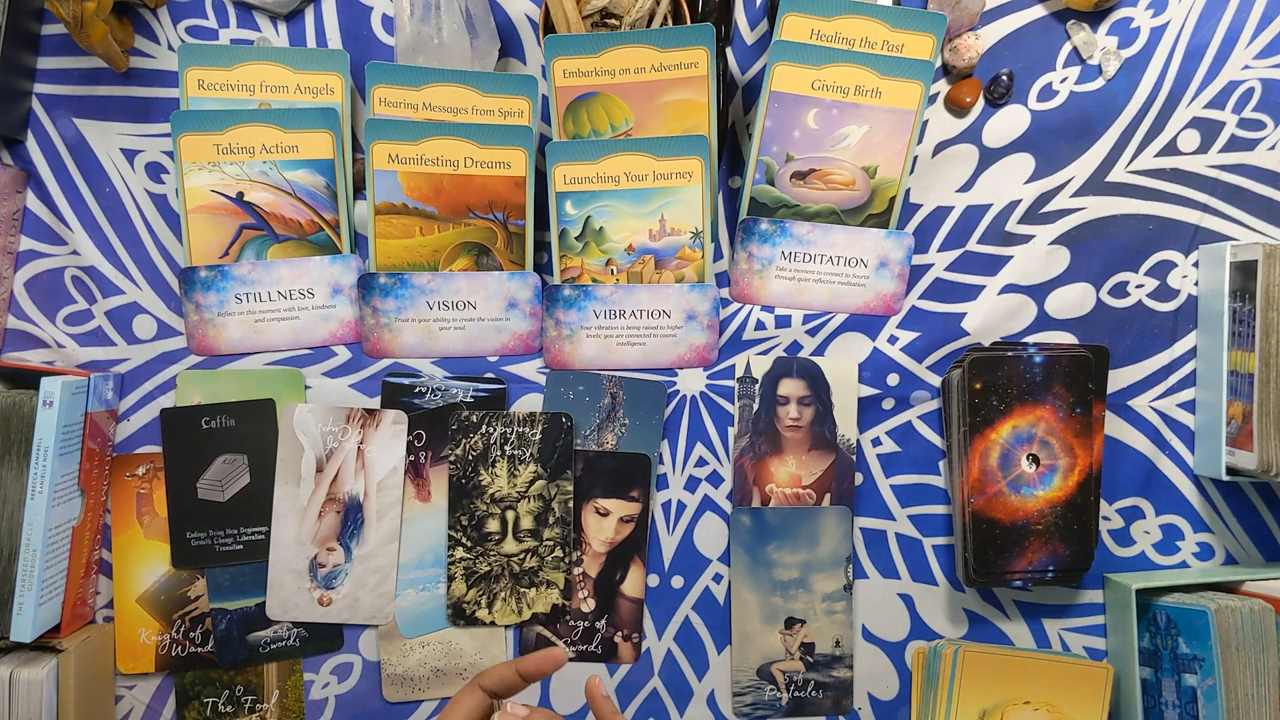 Receiving from Angels
Taking Action
STILLNESS
Reflect on this moment with love, kindness
and compassion.
Hearing Messages from Spirit
Manifesting Dreams
VISION
Trust in your ability to create the vision in
your soul.
Embarking on an Adventure
Launching Your Journey
VIBRATION
Your vibration is being raised to higher
levels; you are connected to cosmic
intelligence.
Healing the Past
Giving Birth
MEDITATION
Take a moment to connect to Source
through quiet reflective meditation.
THE STARSEED ORACLE
GUIDEBOOK
REBECCA CAMPBELL
DANIELLE NOEL
Coffin
R.I.P
Endings Bring New Beginnings
Growth Change, Liberation
Transition
Knight of
Wand
of
Swords
0
The Fool
The Star
King of
Pentacles
age of
Swords
5 of
Pentacles